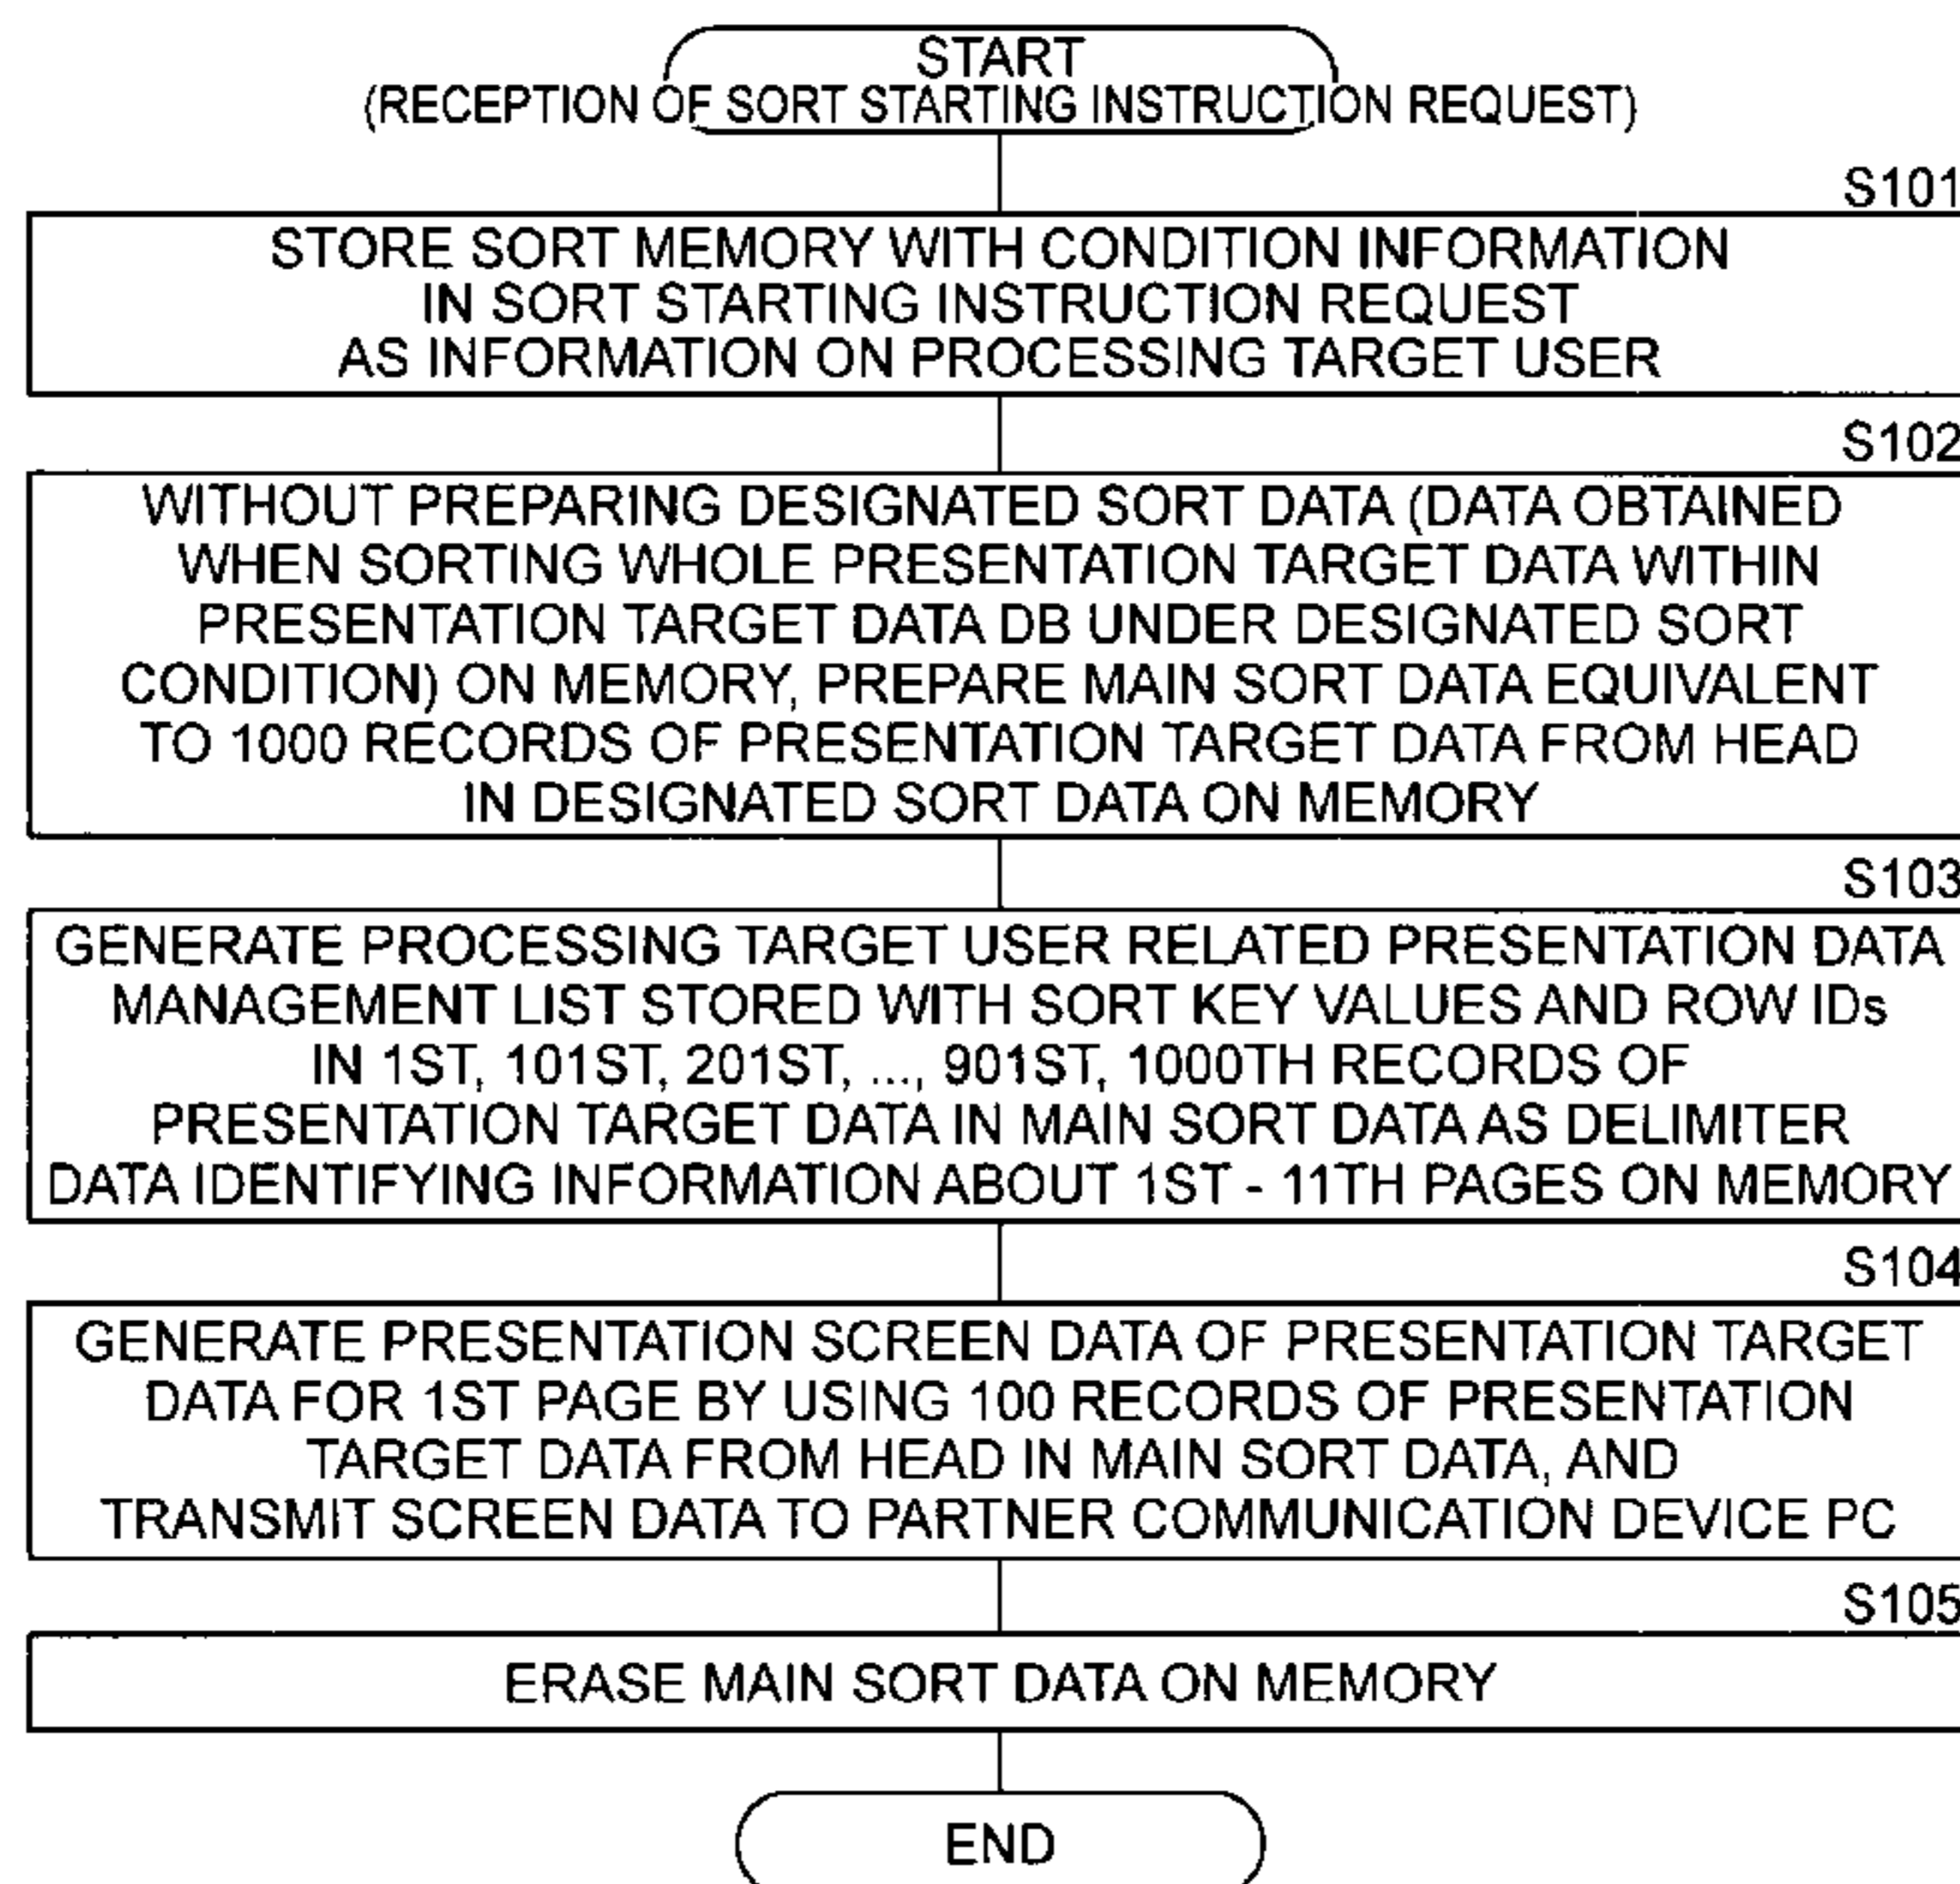 START
(RECEPTION OF SORT STARTING INSTRUCTION REQUEST)
S101
STORE SORT MEMORY WITH CONDITION INFORMATION
IN SORT STARTING INSTRUCTION REQUEST
AS INFORMATION ON PROCESSING TARGET USER
S102
WITHOUT PREPARING DESIGNATED SORT DATA (DATA OBTAINED
WHEN SORTING WHOLE PRESENTATION TARGET DATA WITHIN
PRESENTATION TARGET DATA DB UNDER DESIGNATED SORT
CONDITION) ON MEMORY, PREPARE MAIN SORT DATA EQUIVALENT
TO 1000 RECORDS OF PRESENTATION TARGET DATA FROM HEAD
IN DESIGNATED SORT DATA ON MEMORY
S103
GENERATE PROCESSING TARGET USER RELATED PRESENTATION DATA
MANAGEMENT LIST STORED WITH SORT KEY VALUES AND ROW IDs
IN 1ST, 101ST, 201ST, ..., 901ST, 1000TH RECORDS OF
PRESENTATION TARGET DATA IN MAIN SORT DATA AS DELIMITER
DATA IDENTIFYING INFORMATION ABOUT 1ST - 11TH PAGES ON MEMORY
S104
GENERATE PRESENTATION SCREEN DATA OF PRESENTATION TARGET
DATA FOR 1ST PAGE BY USING 100 RECORDS OF PRESENTATION
TARGET DATA FROM HEAD IN MAIN SORT DATA, AND
TRANSMIT SCREEN DATA TO PARTNER COMMUNICATION DEVICE PC
S105
ERASE MAIN SORT DATA ON MEMORY
END